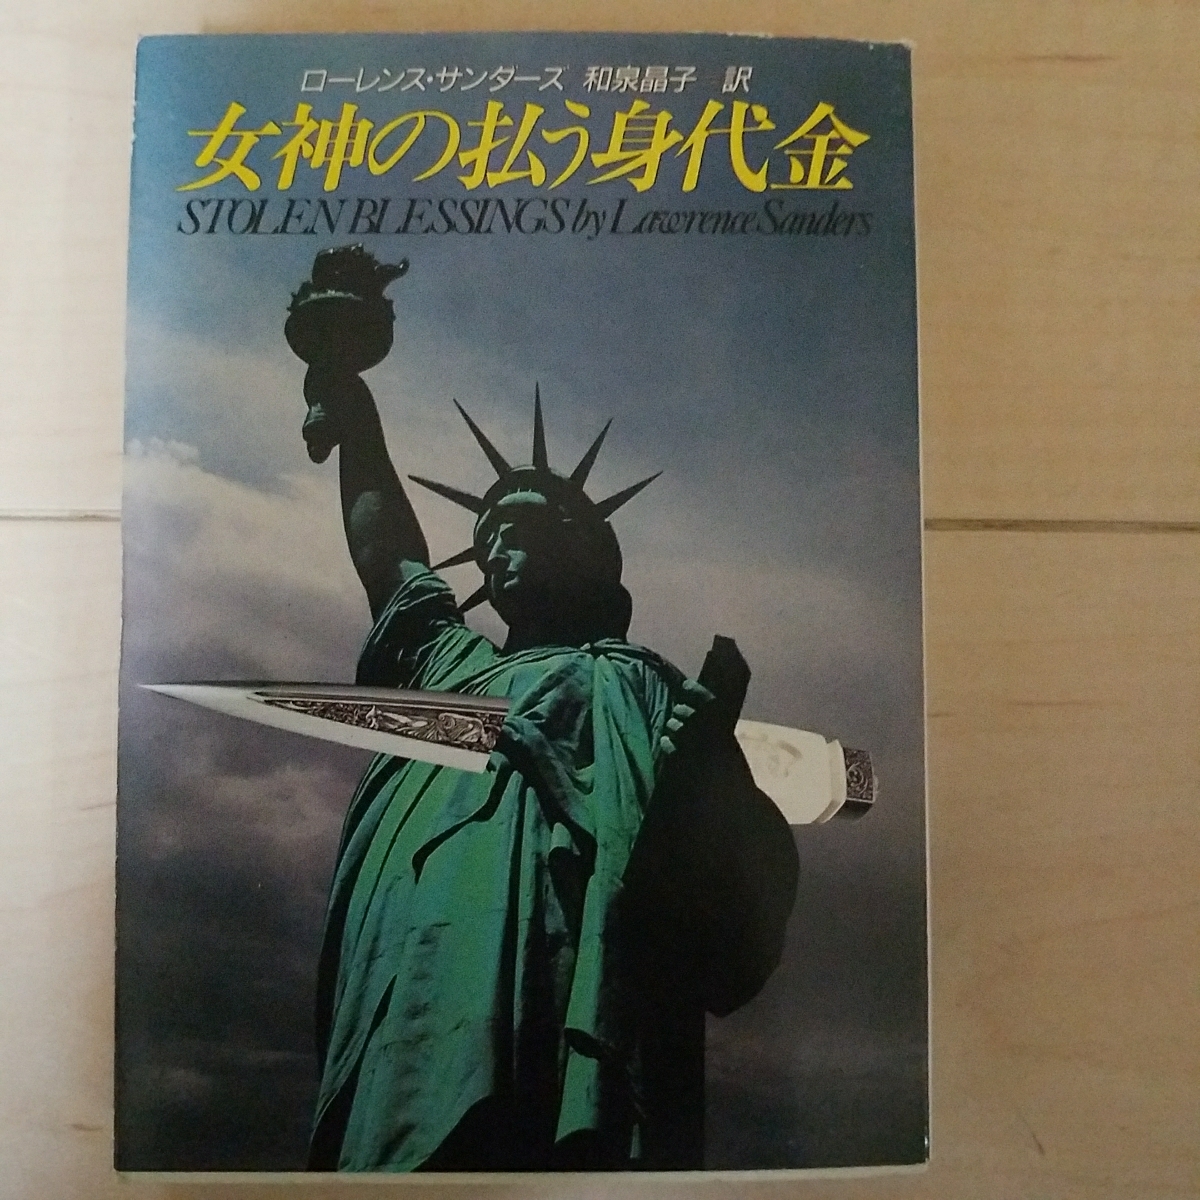 ローレンス・サンダーズ 和泉晶子 訳
女神の払う身代金
STOLEN BLESSINGS by Lawrence Sanders